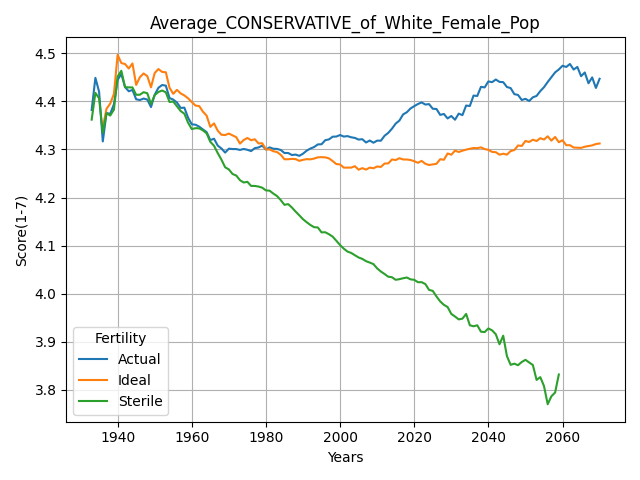 Average_CONSERVATIVE_of_White_Female_Pop
Score(1-7)
4.5
4.4
4.3
4.2
4.1
4.0
3.9
3.8
Fertility
Actual
Ideal
Sterile
1940
1960
1980
2000
2020
2040
2060
Years